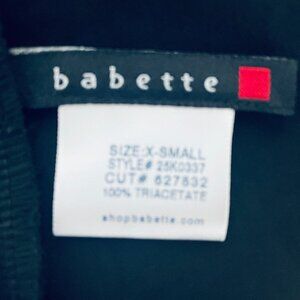 babette
SIZE:X-SMALL
STYLE# 25K0337
CUT# 627832
100% TRIACETATE
shopbabette.com